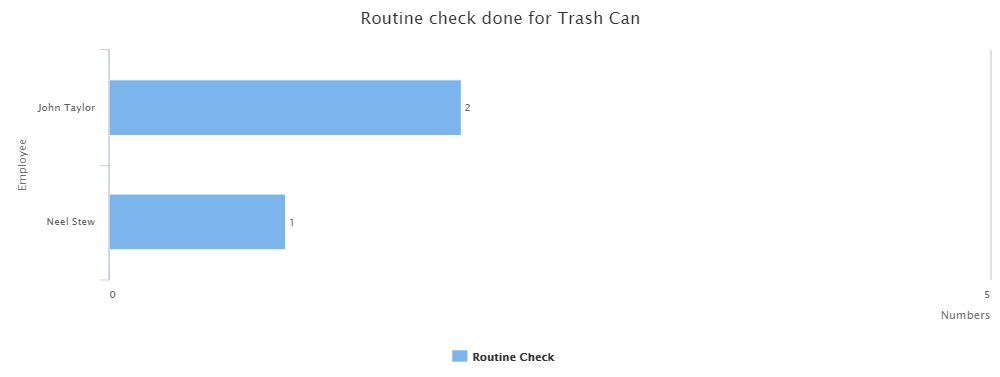 Routine check done for Trash Can
Employee
John Taylor
2
Neel Stew
1
0
5
Numbers
Routine Check